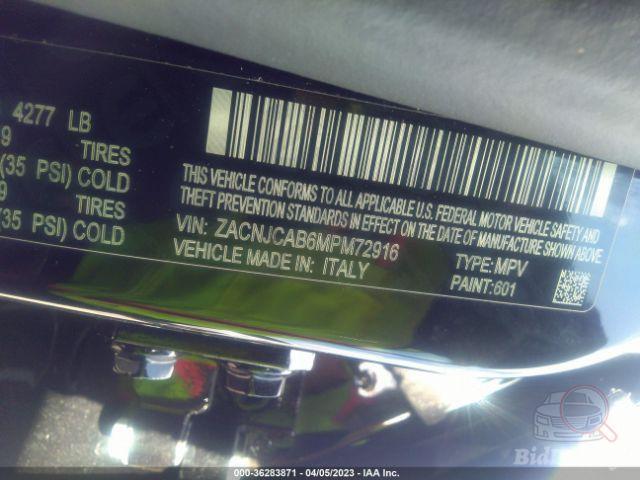 4277 LB
9 TIRES
(35 PSI) COLD
9 TIRES
(35 PSI) COLD
THIS VEHICLE CONFORMS TO ALL APPLICABLE U.S. FEDERAL MOTOR VEHICLE SAFETY AND
THEFT PREVENTION STANDARDS IN EFFECT ON THE DATE OF MANUFACTURE SHOWN ABOVE
VIN: ZACNJCAB6MPM72916
TYPE: MPV
VEHICLE MADE IN: ITALY
PAINT:601
000-36283871 - 04/05/2023 - IAA Inc.